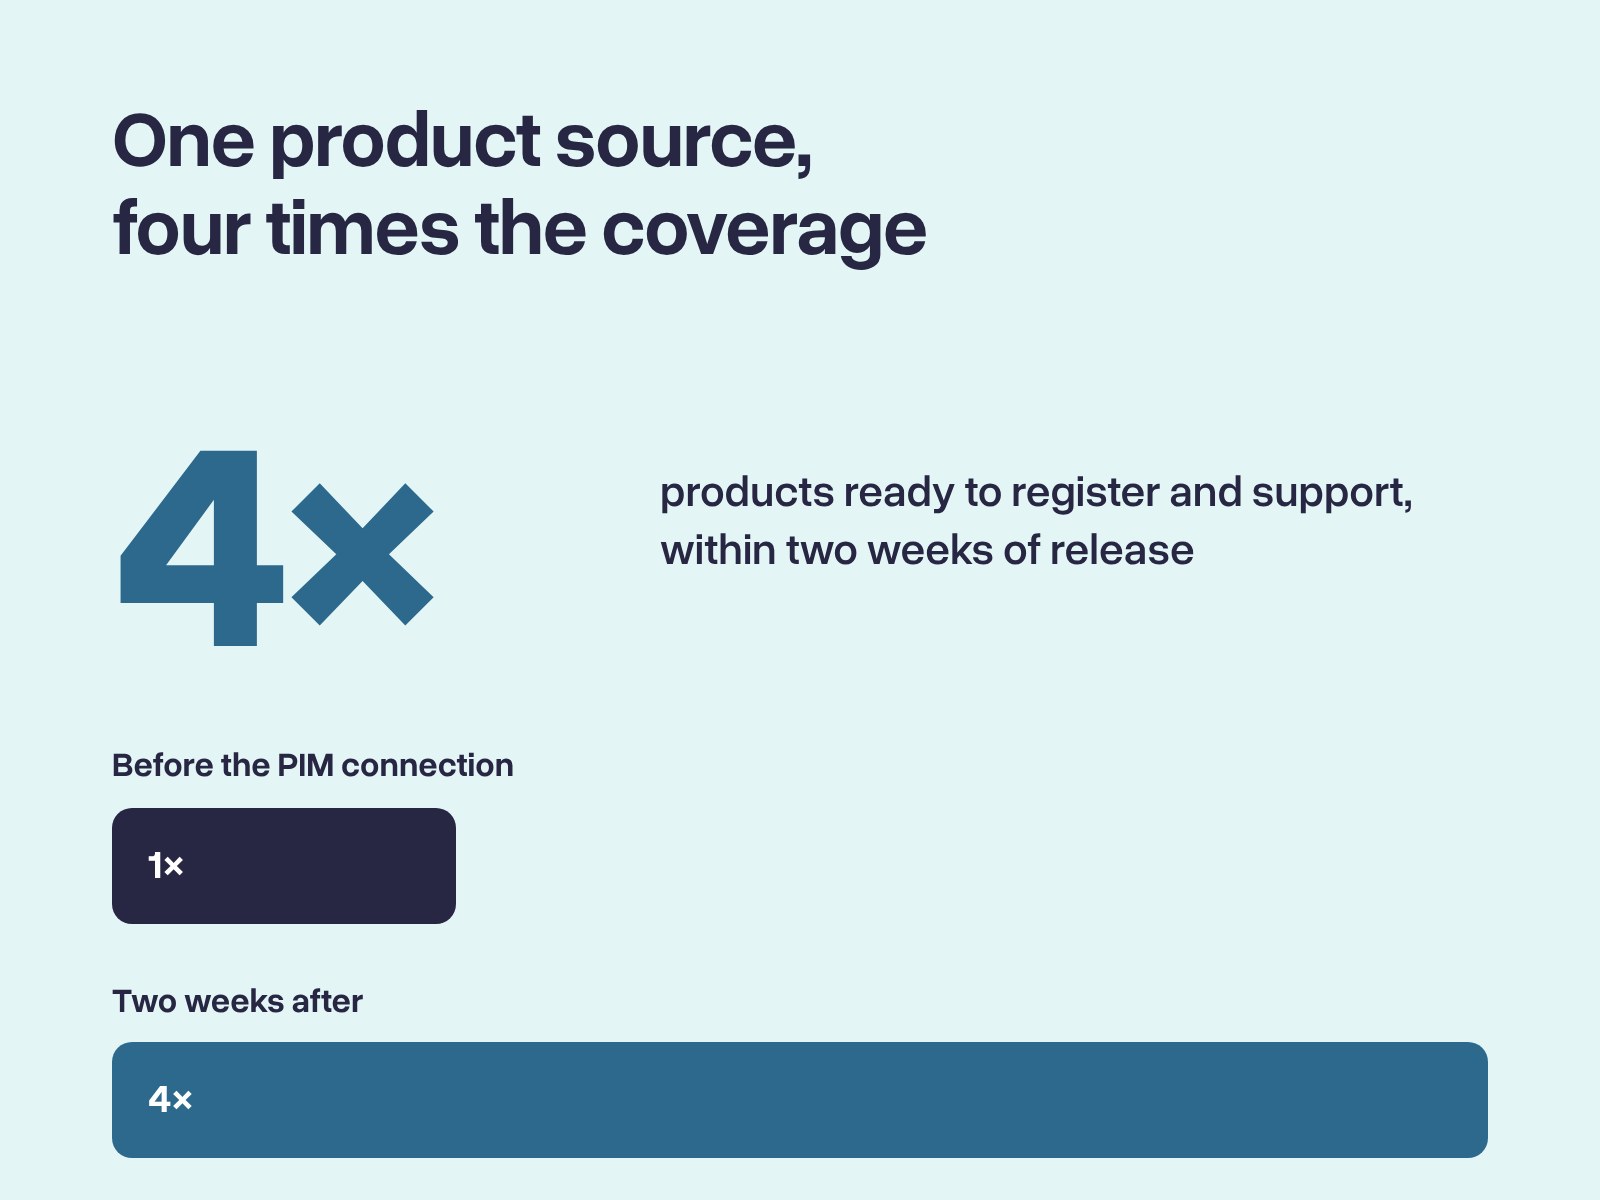 One product source,
four times the coverage
4×
products ready to register and support,
within two weeks of release
Before the PIM connection
1×
Two weeks after
4×